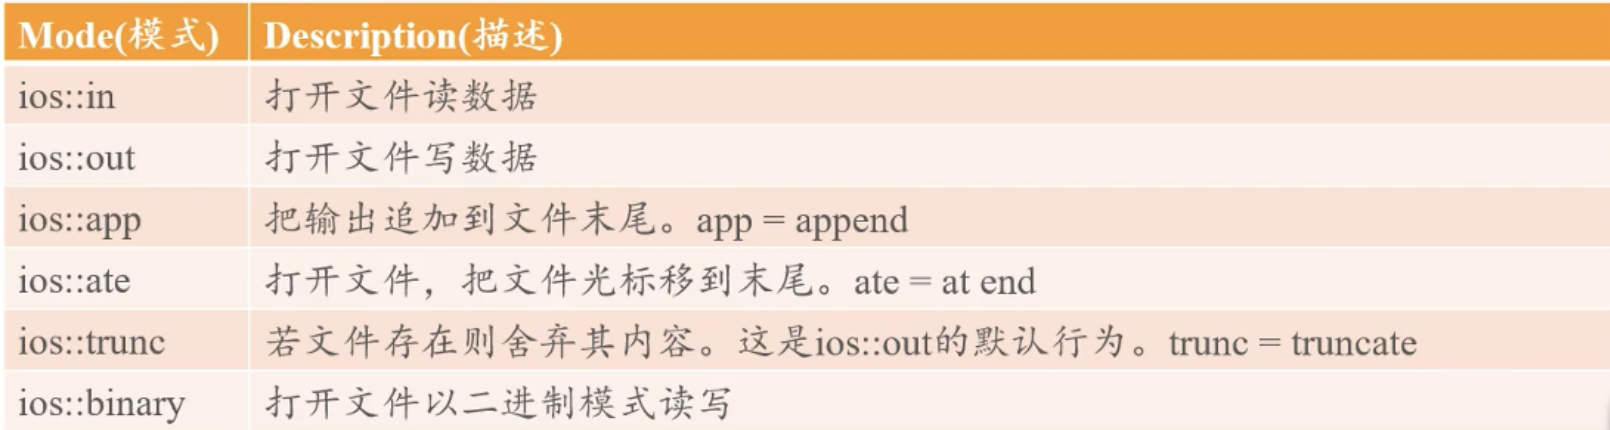 Mode(模式) Description(描述)
ios::in 打开文件读数据
ios::out 打开文件写数据
ios::app 把输出追加到文件末尾。app = append
ios::ate 打开文件，把文件光标移到末尾。ate = at end
ios::trunc 若文件存在则舍弃其内容。这是ios::out的默认行为。trunc = truncate
ios::binary 打开文件以二进制模式读写